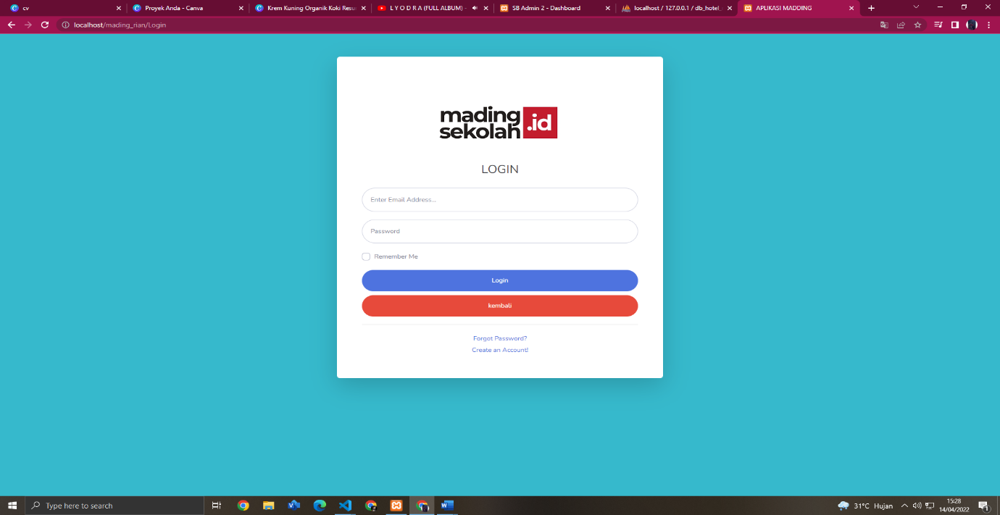 cv
Proyek Anda - Canva
Krem Kuning Organik Koki Resu
L Y O D R A (FULL ALBUM) -
SB Admin 2 - Dashboard
localhost / 127.0.0.1 / db_hotel_
APLIKASI MADDING
localhost/mading_rian/Login
mading
sekolah
.id
LOGIN
Enter Email Address...
Password
Remember Me
Login
kembali
Forgot Password?
Create an Account!
Type here to search
31°C Hujan
15:28
14/04/2022
1